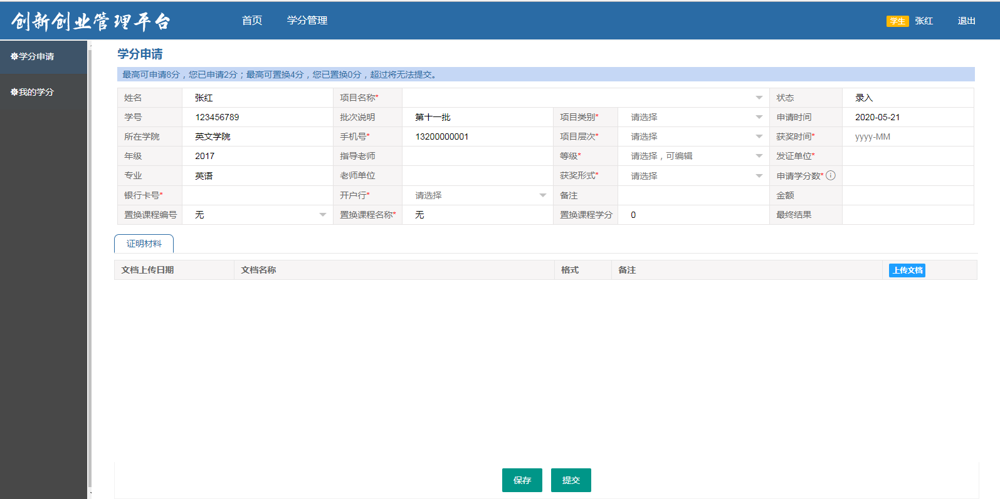 创新创业管理平台 首页 学分管理 学生 张红 退出
学分申请
我的学分
学分申请
最高可申请8分，您已申请2分；最高可置换4分，您已置换0分，超过将无法提交。
姓名 张红 项目名称* 状态 录入
学号 123456789 批次说明 第十一批 项目类别* 请选择 申请时间 2020-05-21
所在学院 英文学院 手机号* 13200000001 项目层次* 请选择 获奖时间* yyyy-MM
年级 2017 指导老师 等级* 请选择，可编辑 发证单位*
专业 英语 老师单位 获奖形式* 请选择 申请学分数*
银行卡号* 开户行* 请选择 备注 金额
置换课程编号 无 置换课程名称* 无 置换课程学分 0 最终结果
证明材料
文档上传日期 文档名称 格式 备注 上传文档
保存 提交